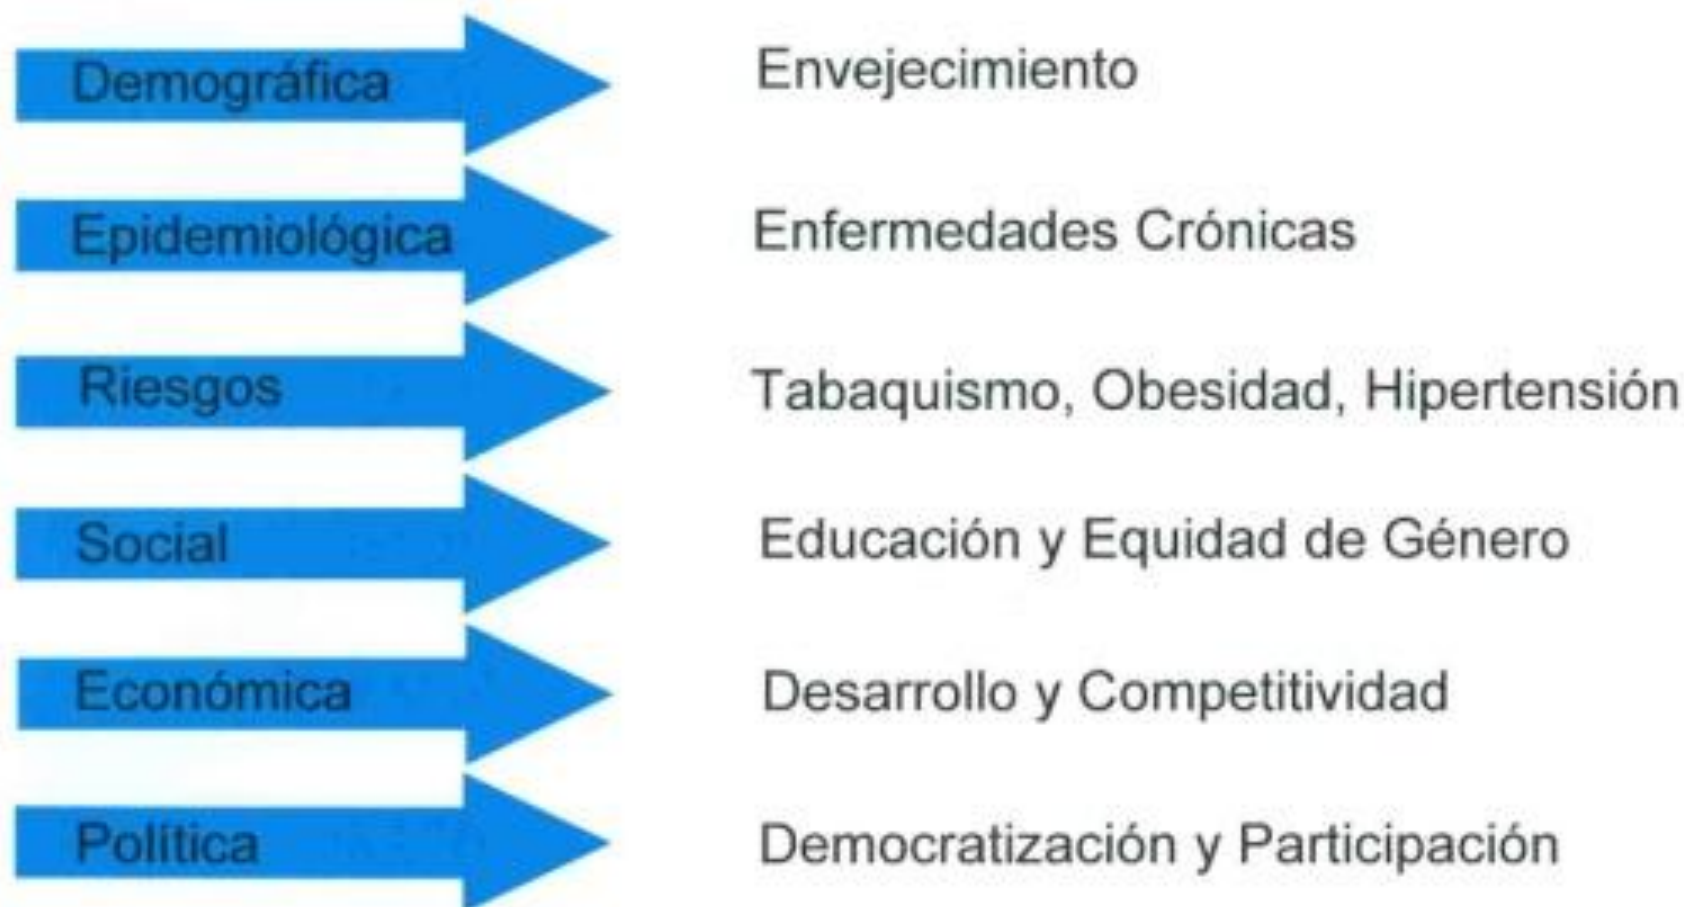 Demográfica Envejecimiento
Epidemiológica Enfermedades Crónicas
Riesgos Tabaquismo, Obesidad, Hipertensión
Social Educación y Equidad de Género
Económica Desarrollo y Competitividad
Política Democratización y Participación